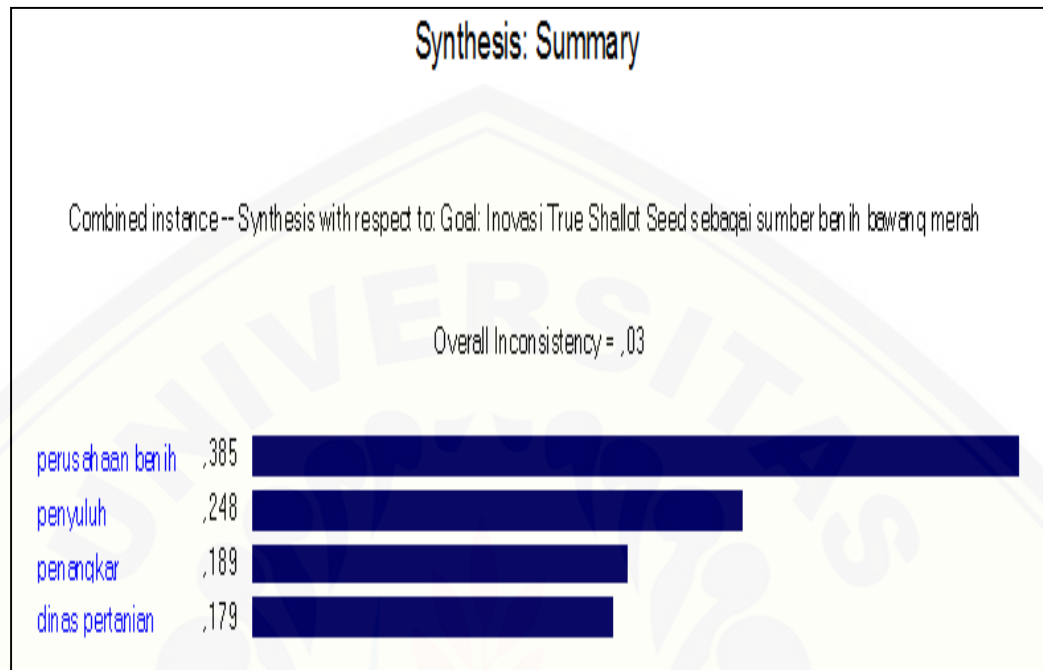 Synthesis: Summary
Combined instance -- Synthesis with respect to: Goal: Inovasi True Shallot Seed sebagai sumber benih bawang merah
Overall Inconsistency = ,03
perusahaan benih ,385
penyuluh ,248
penangkar ,189
dinas pertanian ,179
UNIVERSITAS